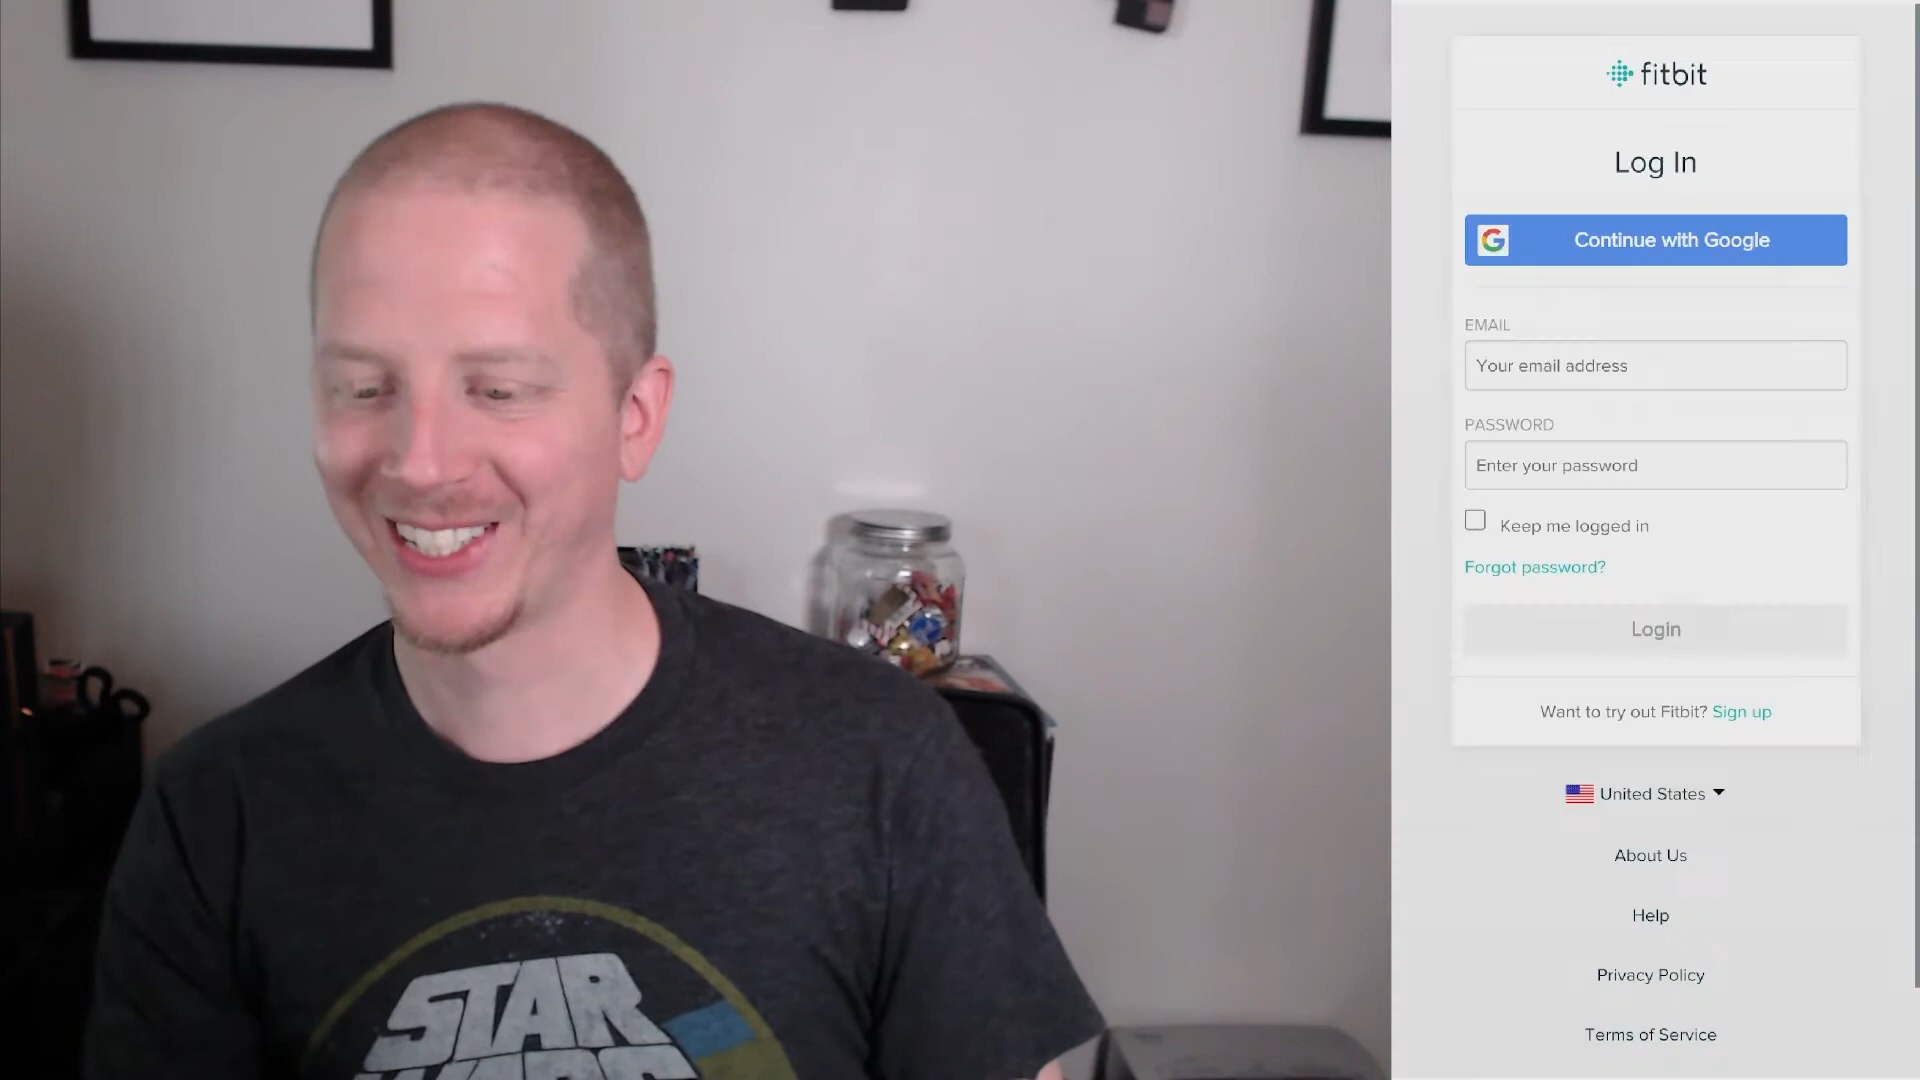 STAR
WARS
fitbit
Log In
Continue with Google
EMAIL
Your email address
PASSWORD
Enter your password
Keep me logged in
Forgot password?
Login
Want to try out Fitbit? Sign up
United States
About Us
Help
Privacy Policy
Terms of Service